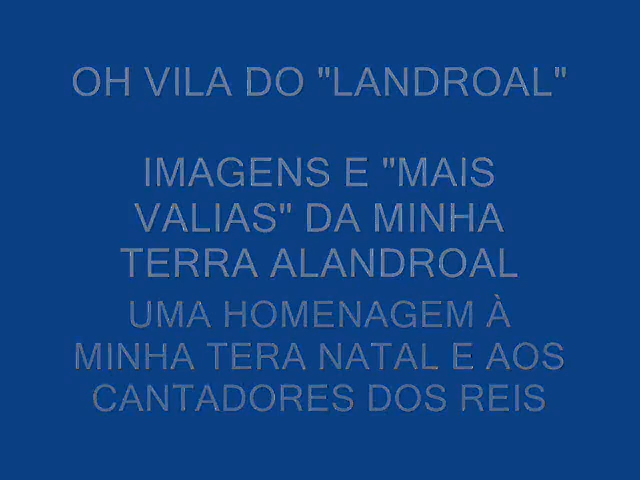 OH VILA DO "LANDROAL"
IMAGENS E "MAIS
VALIAS" DA MINHA
TERRA ALANDROAL
UMA HOMENAGEM À
MINHA TERA NATAL E AOS
CANTADORES DOS REIS